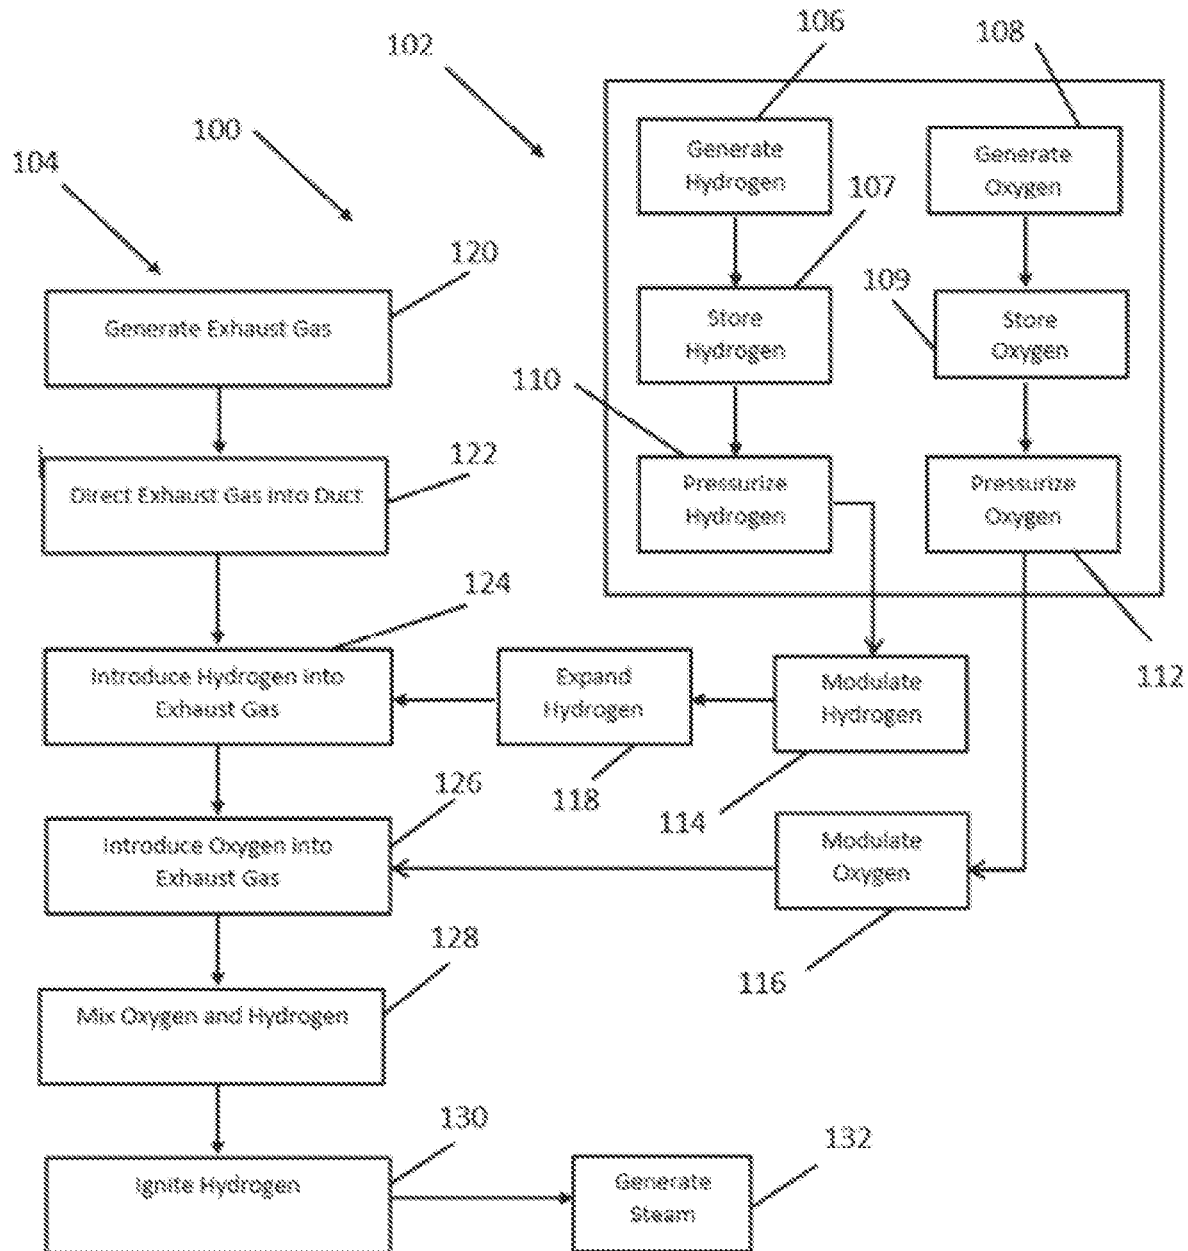 106
108
102
100
104
Generate
Hydrogen
Generate
Oxygen
107
120
109
Generate Exhaust Gas
Store
Hydrogen
Store
Oxygen
110
122
Direct Exhaust Gas into Duct
Pressurize
Hydrogen
Pressurize
Oxygen
124
112
Introduce Hydrogen into
Exhaust Gas
Expand
Hydrogen
Modulate
Hydrogen
126
118
114
Introduce Oxygen into
Exhaust Gas
Modulate
Oxygen
128
116
Mix Oxygen and Hydrogen
130
132
Ignite Hydrogen
Generate
Steam